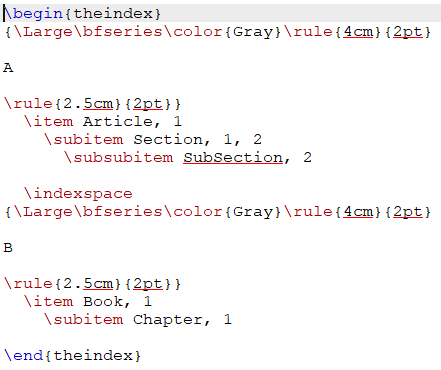 \begin{theindex}
{\Large\bfseries\color{Gray}\rule{4cm}{2pt}
A
\rule{2.5cm}{2pt}}
\item Article, 1
\subitem Section, 1, 2
\subsubitem SubSection, 2
\indexspace
{\Large\bfseries\color{Gray}\rule{4cm}{2pt}
B
\rule{2.5cm}{2pt}}
\item Book, 1
\subitem Chapter, 1
\end{theindex}